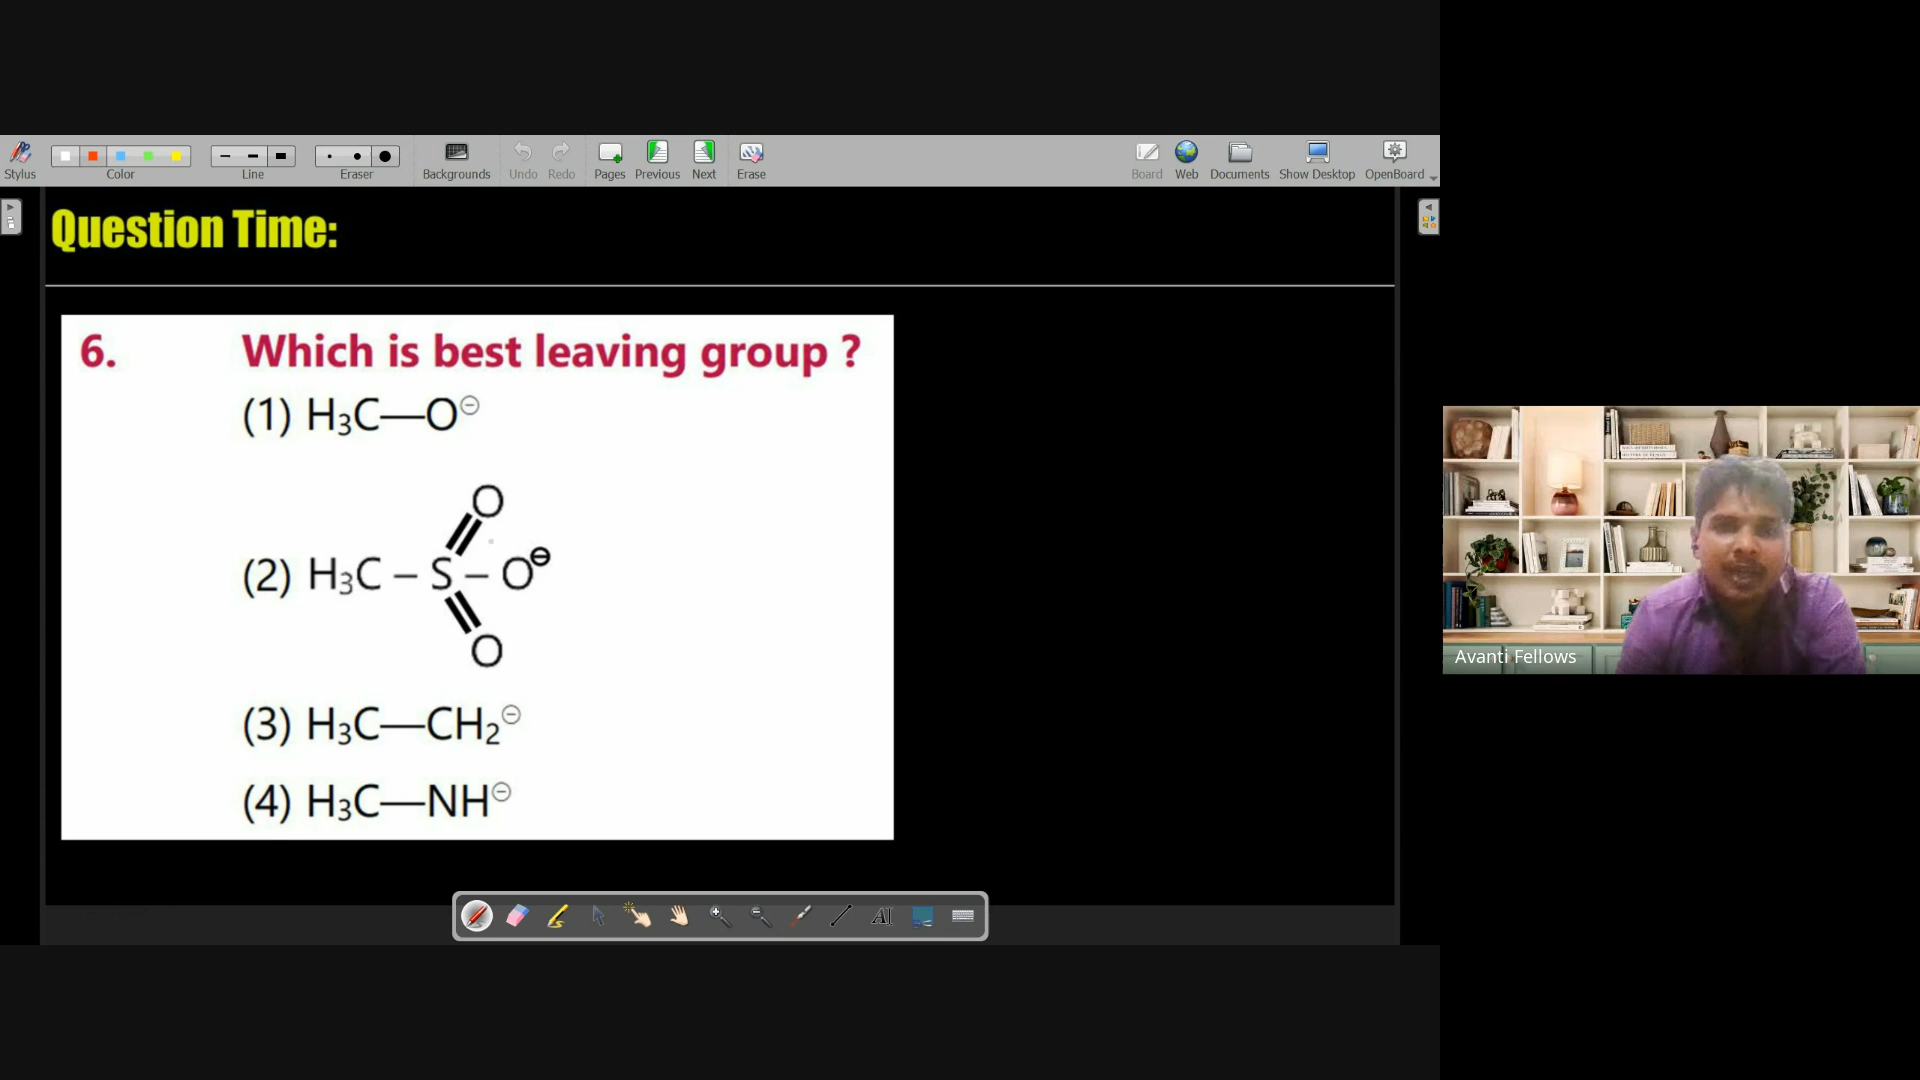 Stylus
Color
Line
Eraser
Backgrounds
Undo
Redo
Pages
Previous
Next
Erase
Board
Web
Documents
Show Desktop
OpenBoard
Question Time:
6. Which is best leaving group ?
(1) H₃C—O⊖
O
(2) H₃C – S – O⊖
O
(3) H₃C—CH₂⊖
(4) H₃C—NH⊖
Avanti Fellows
AI